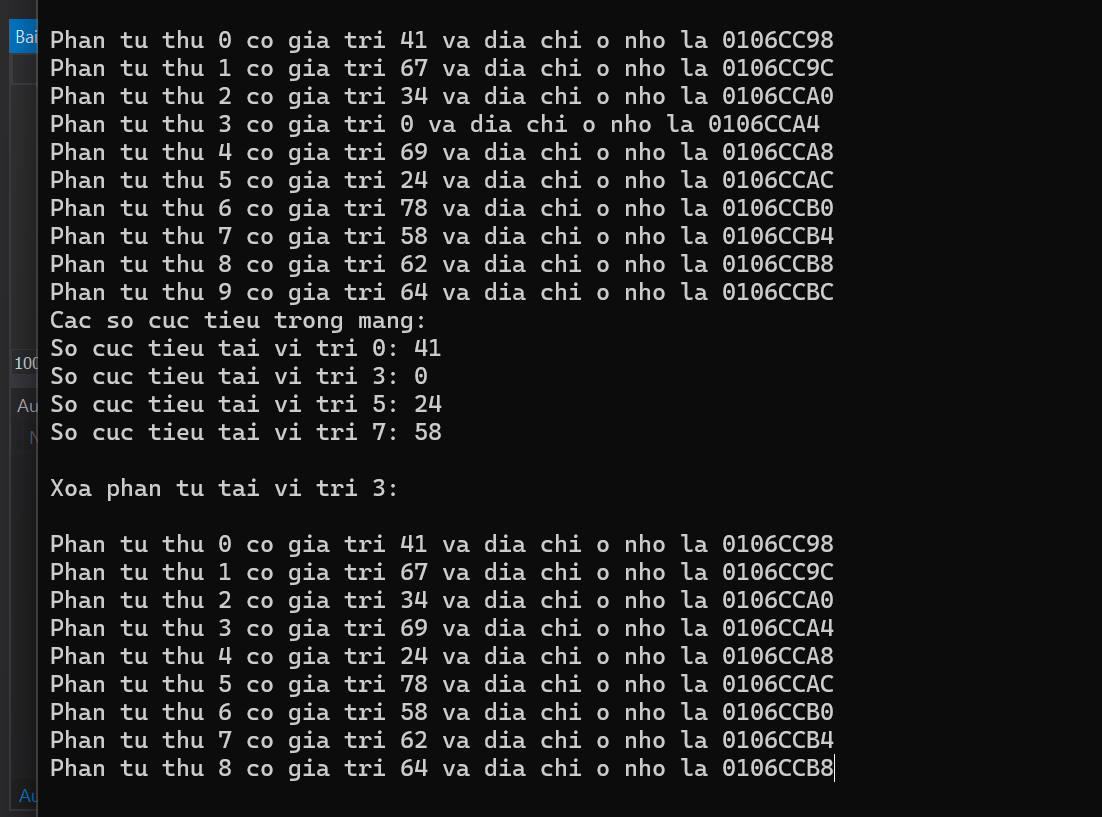 Bai
Phan tu thu 0 co gia tri 41 va dia chi o nho la 0106CC98
Phan tu thu 1 co gia tri 67 va dia chi o nho la 0106CC9C
Phan tu thu 2 co gia tri 34 va dia chi o nho la 0106CCA0
Phan tu thu 3 co gia tri 0 va dia chi o nho la 0106CCA4
Phan tu thu 4 co gia tri 69 va dia chi o nho la 0106CCA8
Phan tu thu 5 co gia tri 24 va dia chi o nho la 0106CCAC
Phan tu thu 6 co gia tri 78 va dia chi o nho la 0106CCB0
Phan tu thu 7 co gia tri 58 va dia chi o nho la 0106CCB4
Phan tu thu 8 co gia tri 62 va dia chi o nho la 0106CCB8
Phan tu thu 9 co gia tri 64 va dia chi o nho la 0106CCBC
Cac so cuc tieu trong mang:
So cuc tieu tai vi tri 0: 41
100
So cuc tieu tai vi tri 3: 0
So cuc tieu tai vi tri 5: 24
Au
So cuc tieu tai vi tri 7: 58
N
Xoa phan tu tai vi tri 3:
Phan tu thu 0 co gia tri 41 va dia chi o nho la 0106CC98
Phan tu thu 1 co gia tri 67 va dia chi o nho la 0106CC9C
Phan tu thu 2 co gia tri 34 va dia chi o nho la 0106CCA0
Phan tu thu 3 co gia tri 69 va dia chi o nho la 0106CCA4
Phan tu thu 4 co gia tri 24 va dia chi o nho la 0106CCA8
Phan tu thu 5 co gia tri 78 va dia chi o nho la 0106CCAC
Phan tu thu 6 co gia tri 58 va dia chi o nho la 0106CCB0
Phan tu thu 7 co gia tri 62 va dia chi o nho la 0106CCB4
Phan tu thu 8 co gia tri 64 va dia chi o nho la 0106CCB8
Au